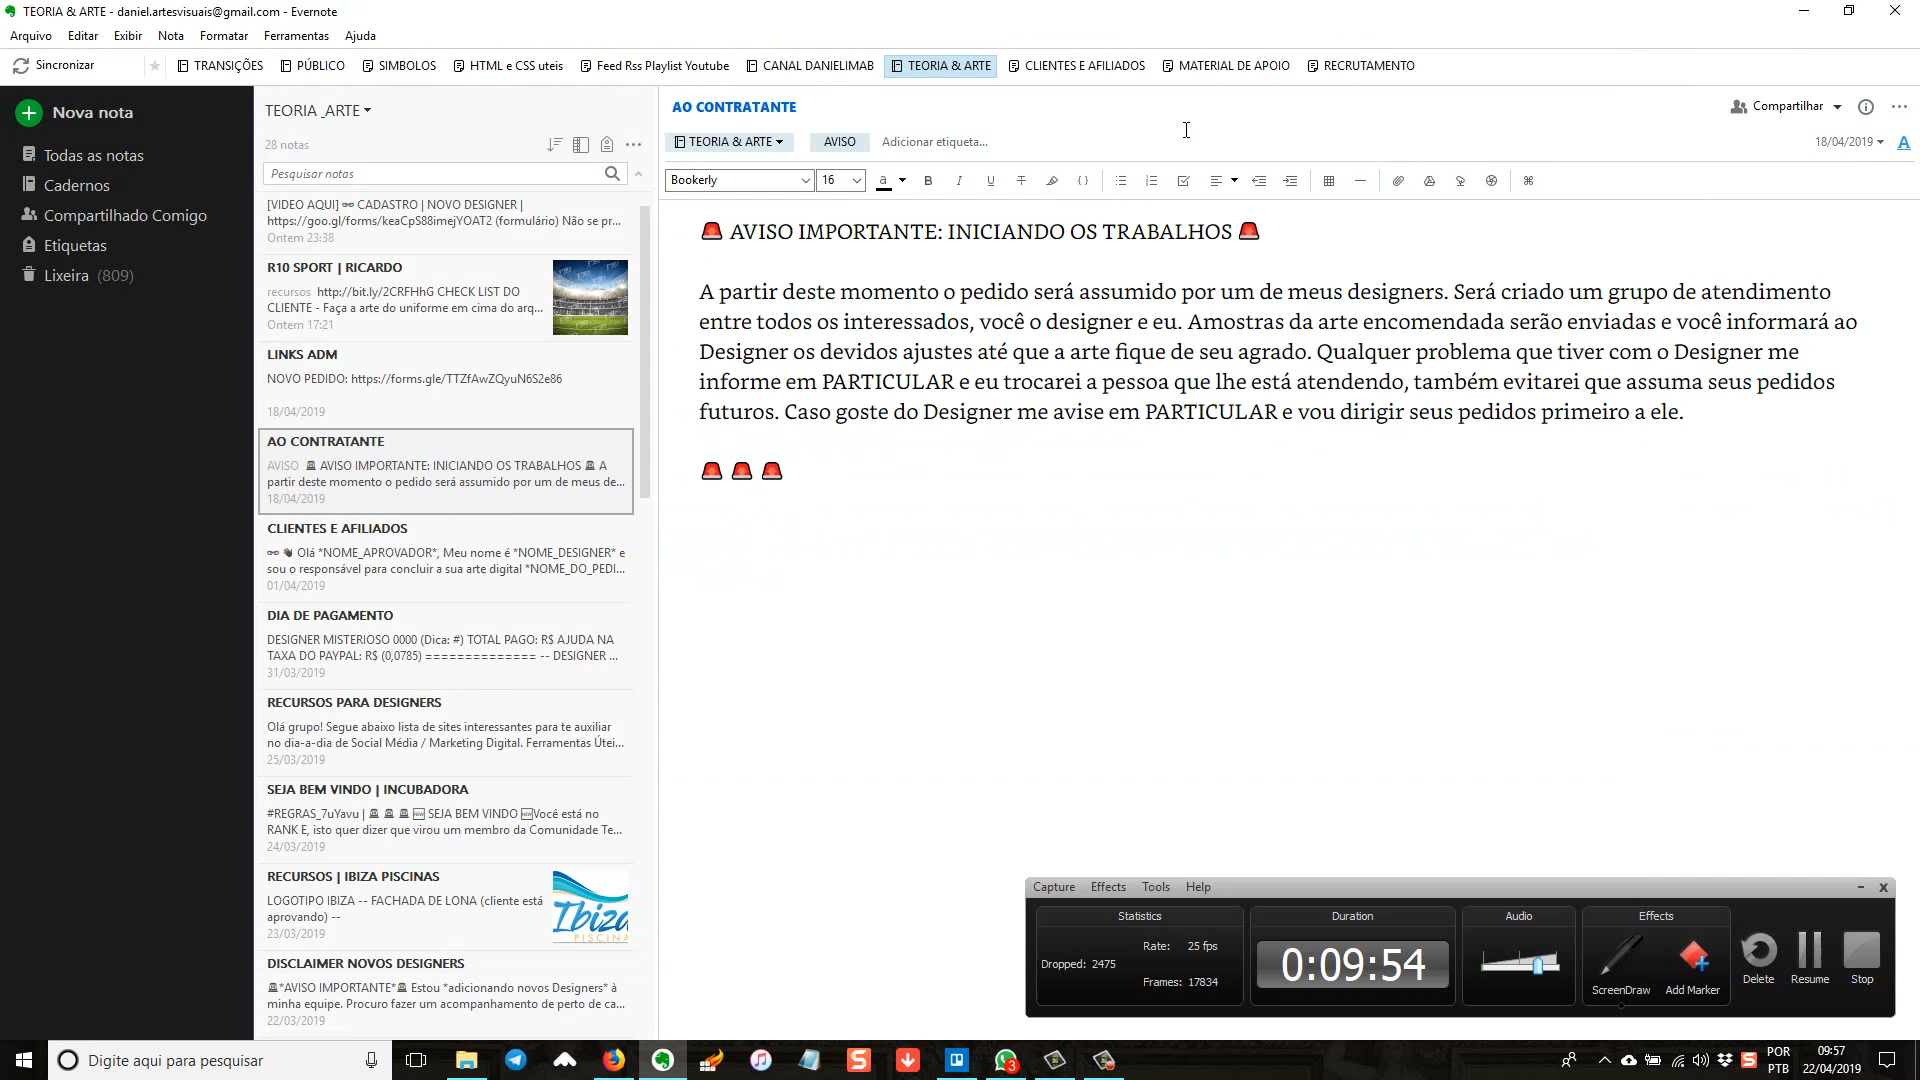 TEORIA & ARTE - daniel.artesvisuais@gmail.com - Evernote
Arquivo Editar Exibir Nota Formatar Ferramentas Ajuda
Sincronizar TRANSIÇÕES PÚBLICO SIMBOLOS HTML e CSS uteis Feed Rss Playlist Youtube CANAL DANIELIMAB TEORIA & ARTE CLIENTES E AFILIADOS MATERIAL DE APOIO RECRUTAMENTO
Nova nota
Todas as notas
Cadernos
Compartilhado Comigo
Etiquetas
Lixeira (809)
TEORIA _ARTE
28 notas
Pesquisar notas
[VIDEO AQUI] ⚯ CADASTRO | NOVO DESIGNER |
https://goo.gl/forms/keaCpS88imejYOAT2 (formulário) Não se pr...
Ontem 23:38
R10 SPORT | RICARDO
recursos http://bit.ly/2CRFHhG CHECK LIST DO
CLIENTE - Faça a arte do uniforme em cima do arq...
Ontem 17:21
LINKS ADM
NOVO PEDIDO: https://forms.gle/TTZfAwZQyuN6S2e86
18/04/2019
AO CONTRATANTE
AVISO 🚨 AVISO IMPORTANTE: INICIANDO OS TRABALHOS 🚨 A
partir deste momento o pedido será assumido por um de meus de...
18/04/2019
CLIENTES E AFILIADOS
⚯ 👋 Olá *NOME_APROVADOR*, Meu nome é *NOME_DESIGNER* e
sou o responsável para concluir a sua arte digital *NOME_DO_PEDI...
01/04/2019
DIA DE PAGAMENTO
DESIGNER MISTERIOSO 0000 (Dica: #) TOTAL PAGO: R$ AJUDA NA
TAXA DO PAYPAL: R$ (0,0785) ============== -- DESIGNER ...
31/03/2019
RECURSOS PARA DESIGNERS
Olá grupo! Segue abaixo lista de sites interessantes para te auxiliar
no dia-a-dia de Social Média / Marketing Digital. Ferramentas Útei...
25/03/2019
SEJA BEM VINDO | INCUBADORA
#REGRAS_7uYavu | 🚨 🚨 🚨 🆕 SEJA BEM VINDO 🆕Você está no
RANK E, isto quer dizer que virou um membro da Comunidade Te...
24/03/2019
RECURSOS | IBIZA PISCINAS
LOGOTIPO IBIZA -- FACHADA DE LONA (cliente está
aprovando) --
23/03/2019
Ibiza
PISCINA
DISCLAIMER NOVOS DESIGNERS
🚨*AVISO IMPORTANTE*🚨 Estou *adicionando novos Designers* à
minha equipe. Procuro fazer um acompanhamento de perto de ca...
22/03/2019
AO CONTRATANTE
Compartilhar
TEORIA & ARTE AVISO Adicionar etiqueta...
18/04/2019 A
Bookerly 16 a B I U T
🚨 AVISO IMPORTANTE: INICIANDO OS TRABALHOS 🚨
A partir deste momento o pedido será assumido por um de meus designers. Será criado um grupo de atendimento
entre todos os interessados, você o designer e eu. Amostras da arte encomendada serão enviadas e você informará ao
Designer os devidos ajustes até que a arte fique de seu agrado. Qualquer problema que tiver com o Designer me
informe em PARTICULAR e eu trocarei a pessoa que lhe está atendendo, também evitarei que assuma seus pedidos
futuros. Caso goste do Designer me avise em PARTICULAR e vou dirigir seus pedidos primeiro a ele.
🚨 🚨 🚨
Capture Effects Tools Help
Statistics Duration Audio Effects
Rate: 25 fps
Dropped: 2475
Frames: 17834
0:09:54
ScreenDraw Add Marker Delete Resume Stop
Digite aqui para pesquisar
3
POR
PTB
09:57
22/04/2019